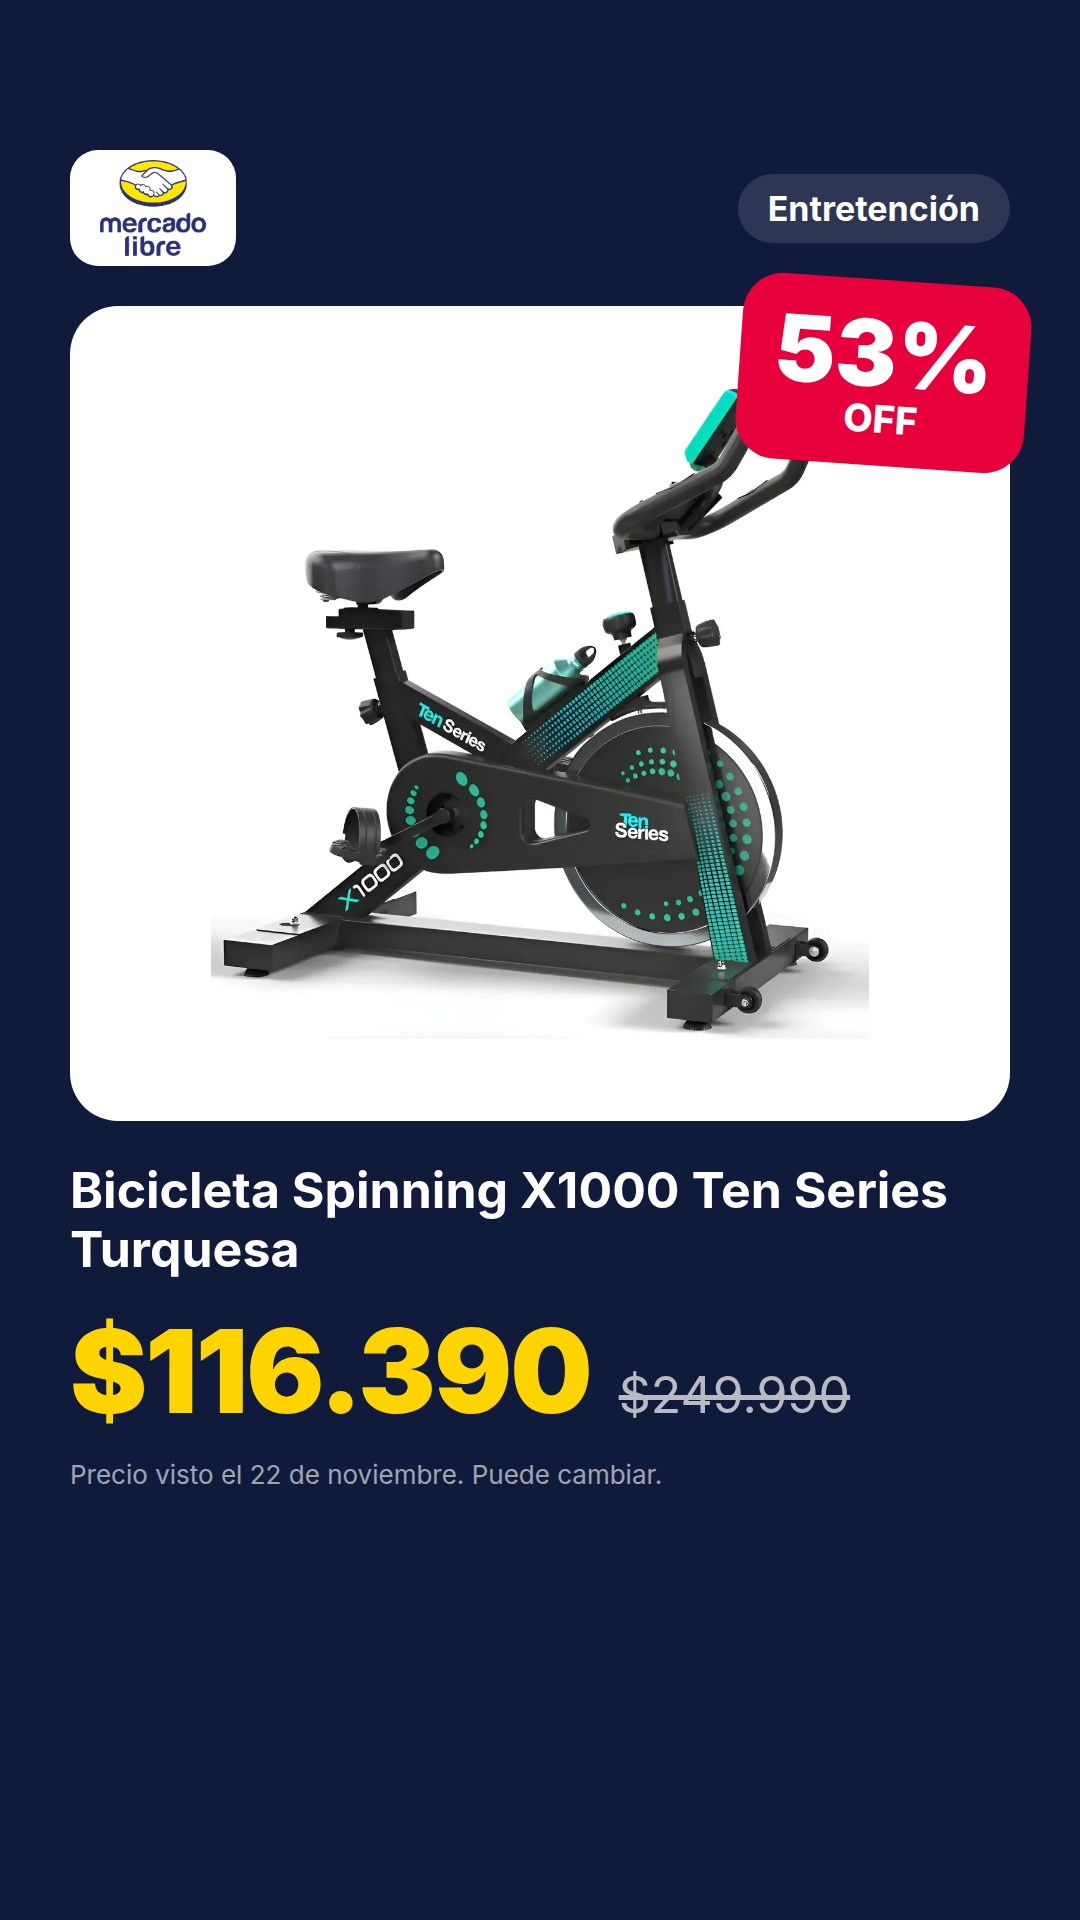 mercado
libre
Entretención
53%
OFF
Ten Series
Ten
Series
X1000
Bicicleta Spinning X1000 Ten Series
Turquesa
$116.390 $249.990
Precio visto el 22 de noviembre. Puede cambiar.